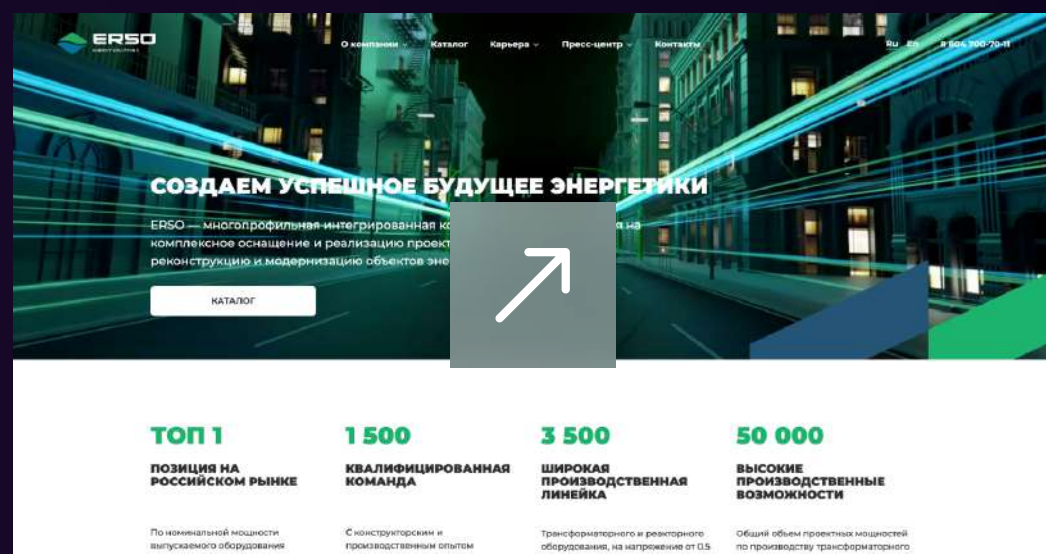 ERSO
О компании Каталог Карьера Пресс-центр Контакты
Ru En 8 804 700-70-11
СОЗДАЕМ УСПЕШНОЕ БУДУЩЕЕ ЭНЕРГЕТИКИ
ERSO — многопрофильная интегрированная на
комплексное оснащение и реализацию
реконструкцию и модернизацию объектов
КАТАЛОГ
ТОП 1
ПОЗИЦИЯ НА
РОССИЙСКОМ РЫНКЕ
По номинальной мощности
выпускаемого оборудования
1 500
КВАЛИФИЦИРОВАННАЯ
КОМАНДА
С конструкторским и
производственным опытом
3 500
ШИРОКАЯ
ПРОИЗВОДСТВЕННАЯ
ЛИНЕЙКА
Трансформаторного и реакторного
оборудования, на напряжение от 0.5
50 000
ВЫСОКИЕ
ПРОИЗВОДСТВЕННЫЕ
ВОЗМОЖНОСТИ
Общий объем проектных мощностей
по производству трансформаторного